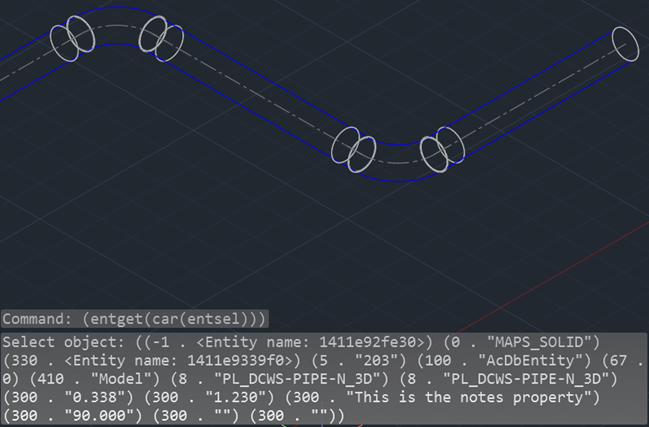 Command: (entget(car(entsel)))
Select object: ((-1 . <Entity name: 1411e92fe30>) (0 . "MAPS_SOLID")
(330 . <Entity name: 1411e9339f0>) (5 . "203") (100 . "AcDbEntity") (67 .
0) (410 . "Model") (8 . "PL_DCWS-PIPE-N_3D") (8 . "PL_DCWS-PIPE-N_3D")
(300 . "0.338") (300 . "1.230") (300 . "This is the notes property")
(300 . "90.000") (300 . "") (300 . ""))